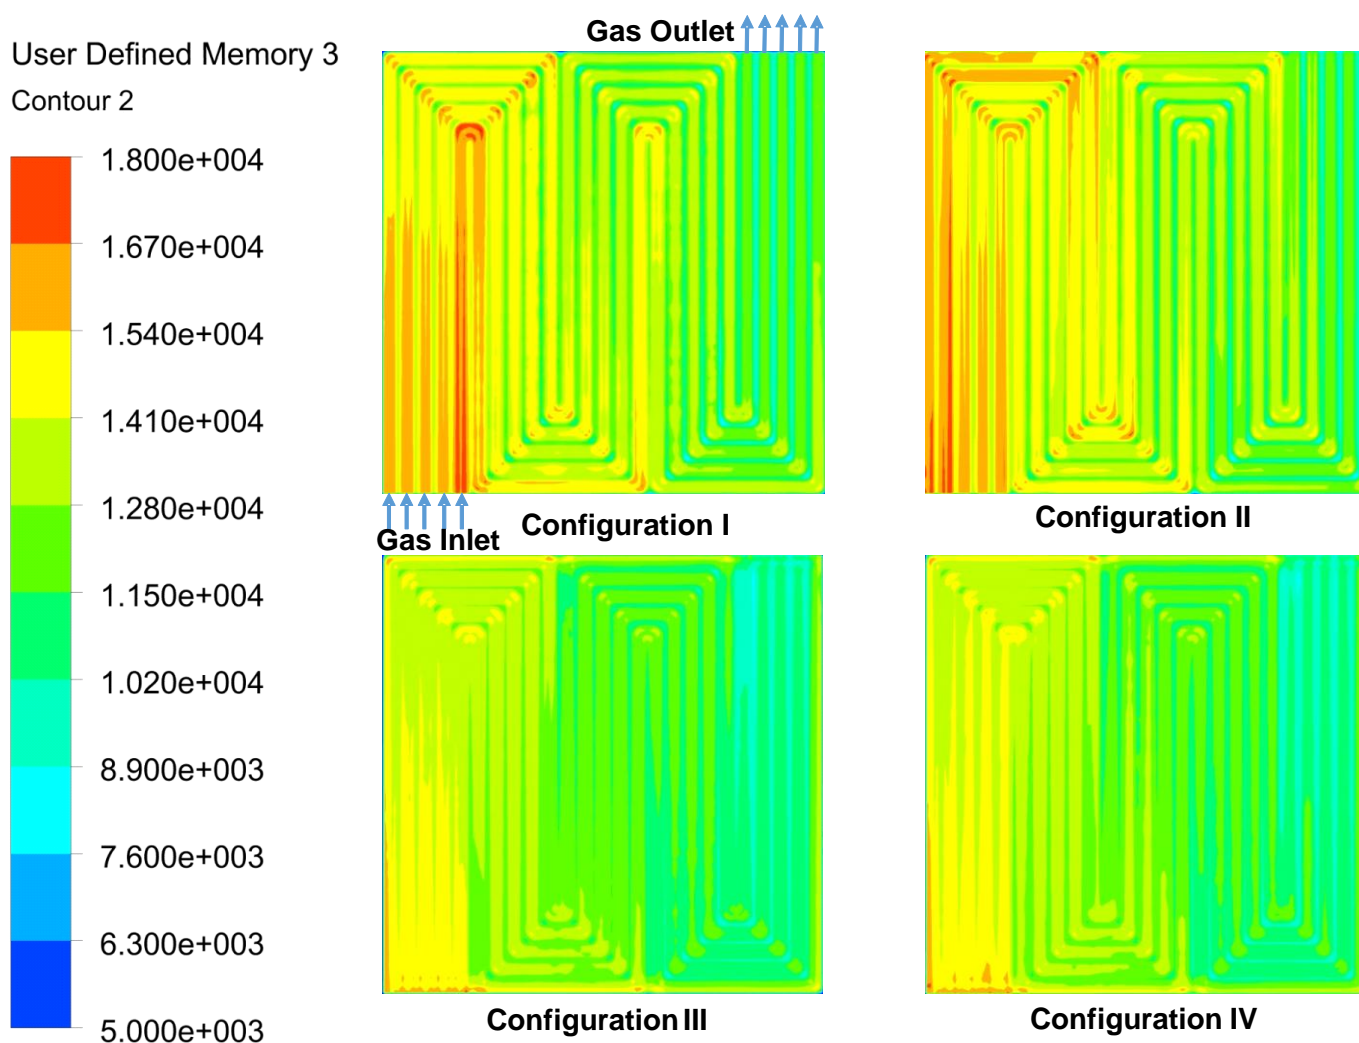 User Defined Memory 3
Contour 2
1.800e+004
1.670e+004
1.540e+004
1.410e+004
1.280e+004
1.150e+004
1.020e+004
8.900e+003
7.600e+003
6.300e+003
5.000e+003
Gas Outlet
Gas Inlet
Configuration I
Configuration II
Configuration III
Configuration IV